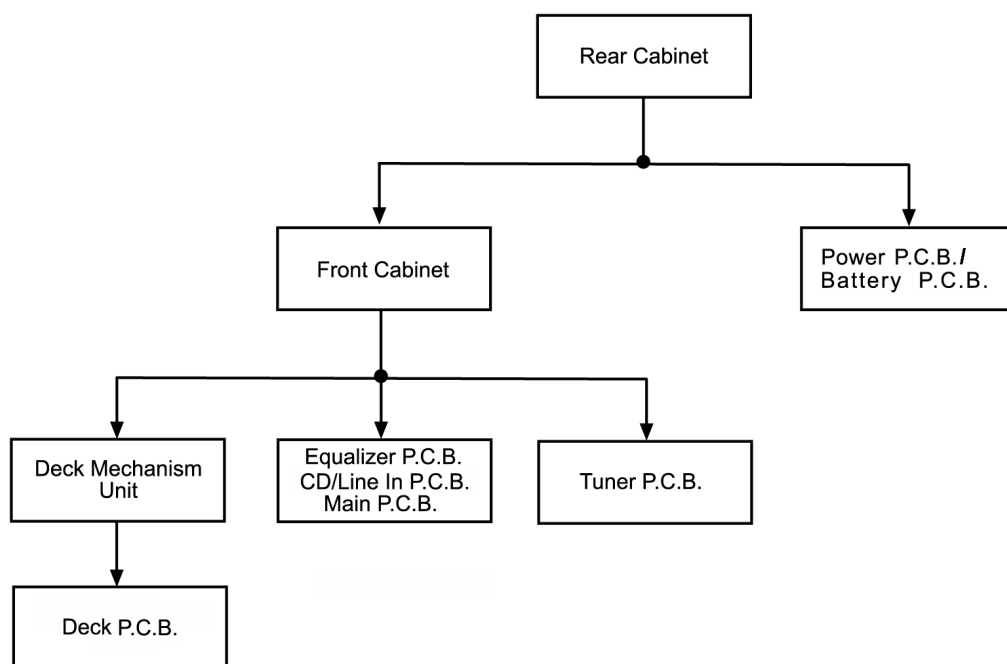 Rear Cabinet
Front Cabinet
Power P.C.B./
Battery P.C.B.
Deck Mechanism
Unit
Equalizer P.C.B.
CD/Line In P.C.B.
Main P.C.B.
Tuner P.C.B.
Deck P.C.B.